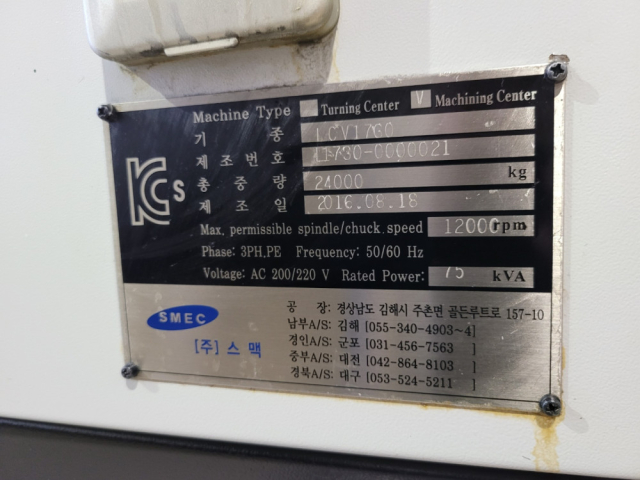 Machine Type Turning Center V Machining Center
기 종 LCV1760
제조번호 -0000021
총 중 량 24000 kg
제 조 일 2016.08.18
Max. permissible spindle/chuck speed 12000 rpm
Phase: 3PH,PE Frequency: 50/60 Hz
Voltage: AC 200/220 V Rated Power: 75 kVA
KCs
SMEC
[주] 스 맥
공 장: 경상남도 김해시 주촌면 골든루트로 157-10
남부A/S: 김해 [055-340-4903~4]
경인A/S: 군포 [031-456-7563 ]
중부A/S: 대전 [042-864-8103 ]
경북A/S: 대구 [053-524-5211 ]